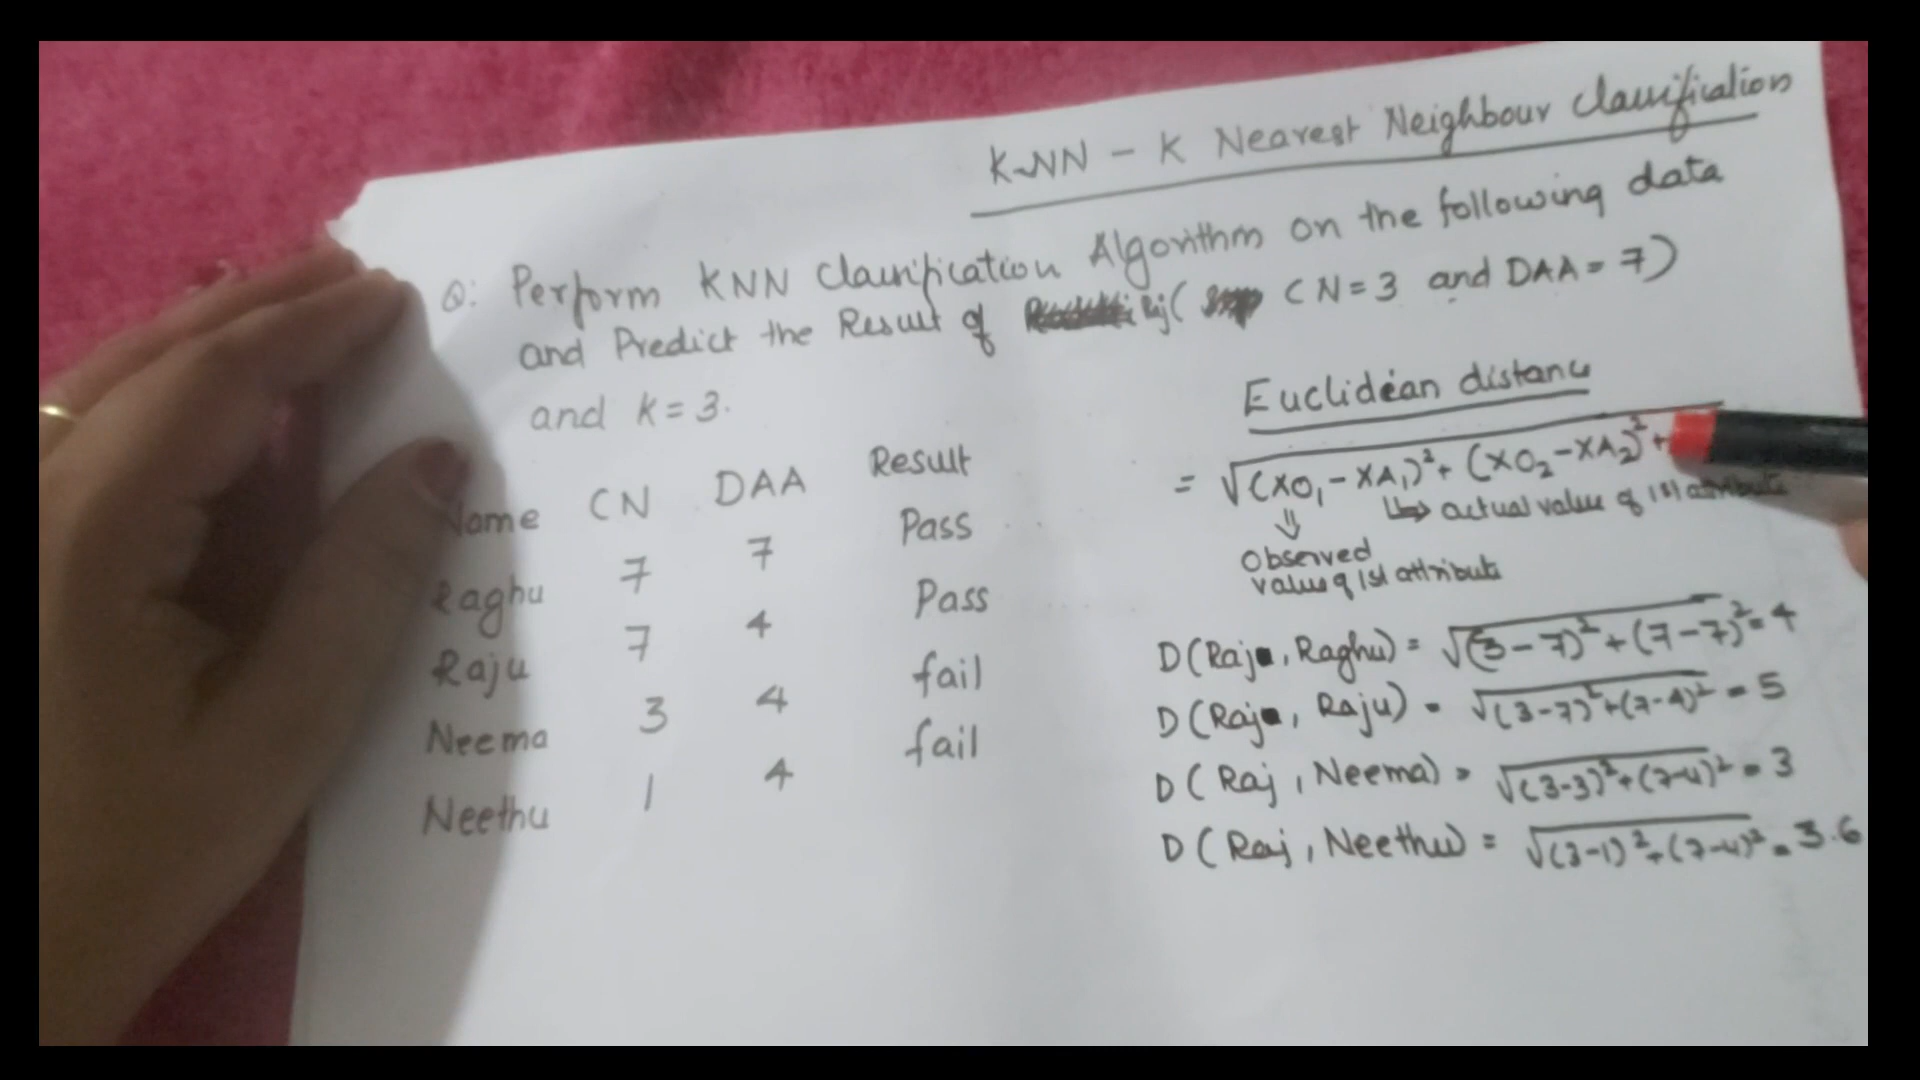 KNN - K Nearest Neighbour Classification
Q: Perform KNN Classification Algorithm on the following data
and Predict the Result of Raj( CN=3 and DAA=7)
and K=3.
Name CN DAA Result
Raghu 7 7 Pass
Raju 7 4 Pass
Neema 3 4 fail
Neethu 1 4 fail
Euclidean distance
= √(XO₁-XA₁)²+ (XO₂-XA₂)²+
↳ actual value of 1st attribute
⇓
Observed
value of 1st attribute
D(Raj, Raghu) = √(3-7)²+(7-7)² = 4
D(Raj, Raju) = √(3-7)²+(7-4)² = 5
D(Raj, Neema) = √(3-3)²+(7-4)² = 3
D(Raj, Neethu) = √(3-1)²+(7-4)² = 3.6